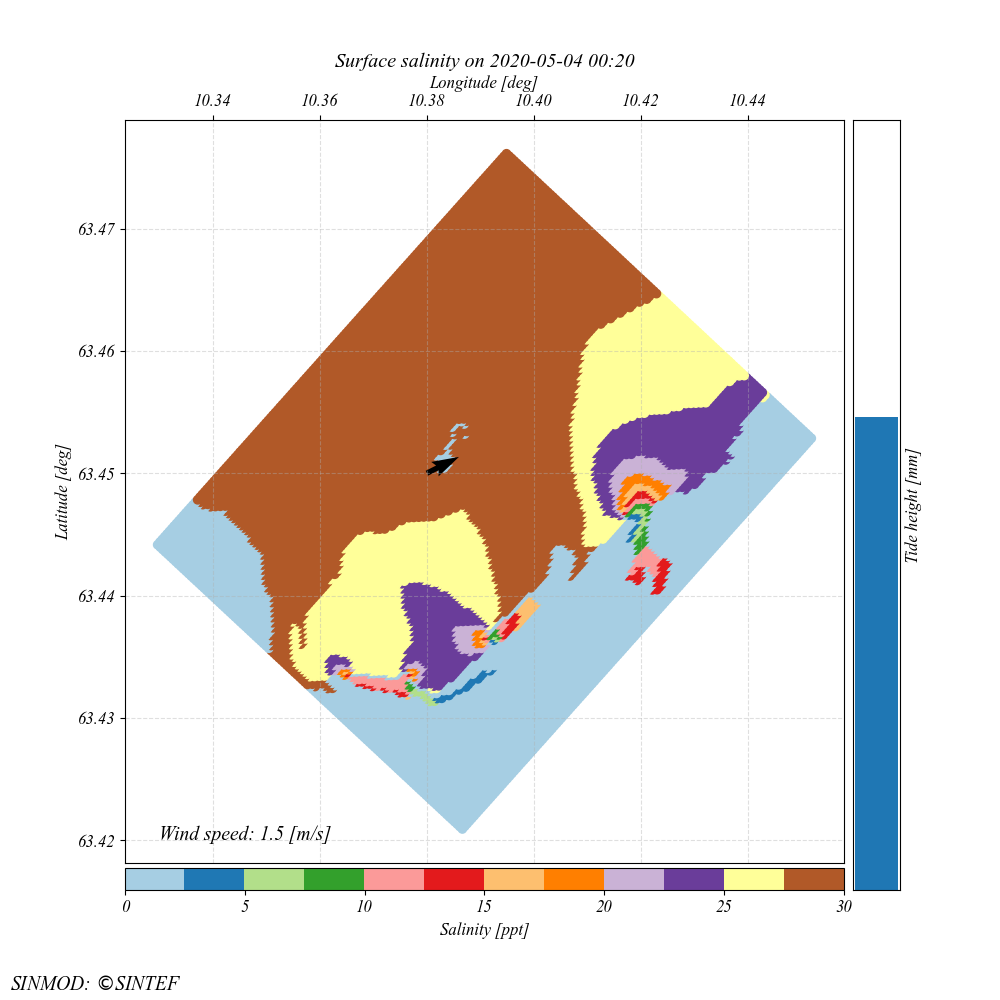 Surface salinity on 2020-05-04 00:20
Longitude [deg]
10.34 10.36 10.38 10.40 10.42 10.44
63.47
63.46
63.45
63.44
63.43
63.42
Latitude [deg]
Tide height [mm]
Wind speed: 1.5 [m/s]
0 5 10 15 20 25 30
Salinity [ppt]
SINMOD: ©SINTEF